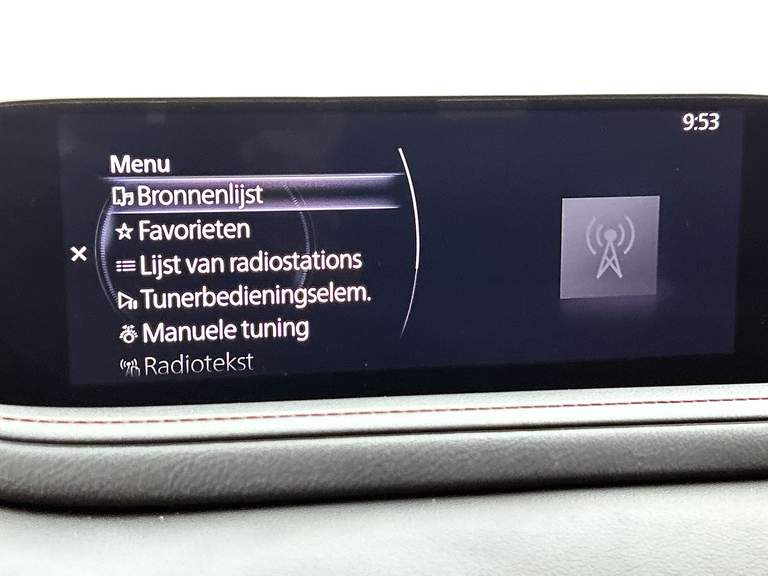 9:53
Menu
Bronnenlijst
Favorieten
Lijst van radiostations
Tunerbedieningselem.
Manuele tuning
Radiotekst